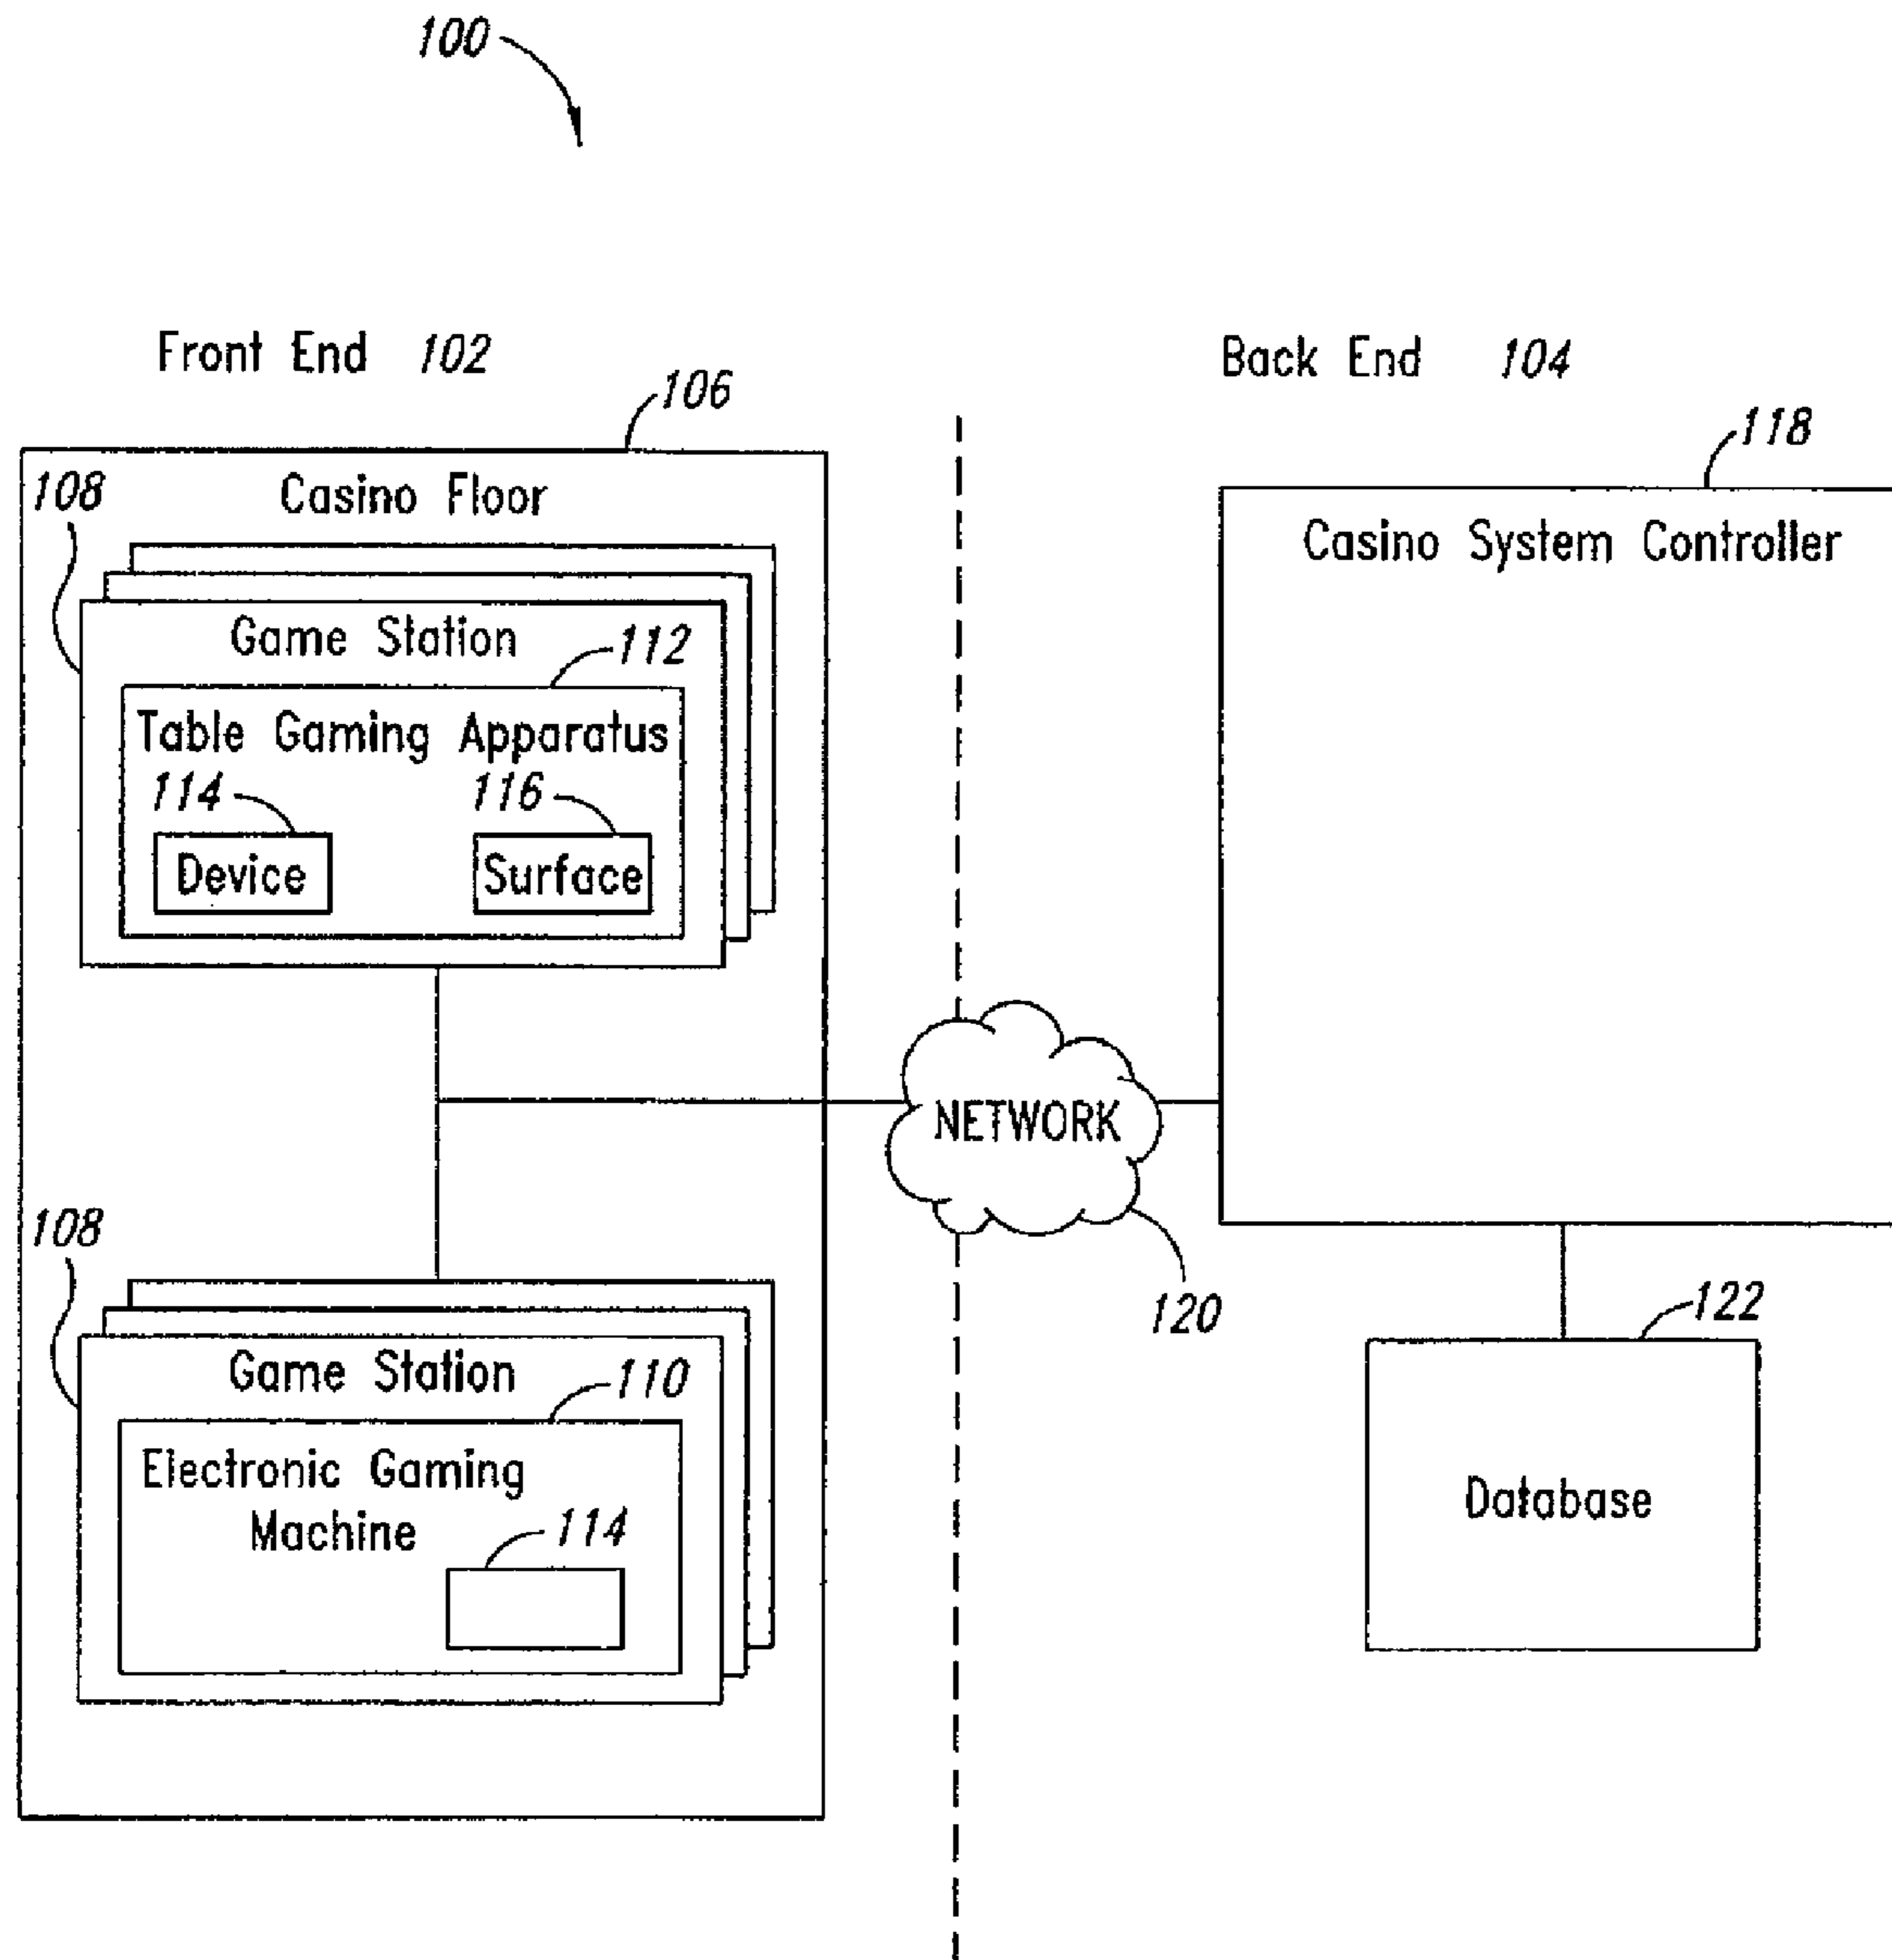 100
Front End 102
Back End 104
106
118
108
Casino Floor
Casino System Controller
Game Station
112
Table Gaming Apparatus
114
116
Device
Surface
NETWORK
120
108
122
Game Station
110
Electronic Gaming
Machine
114
Database